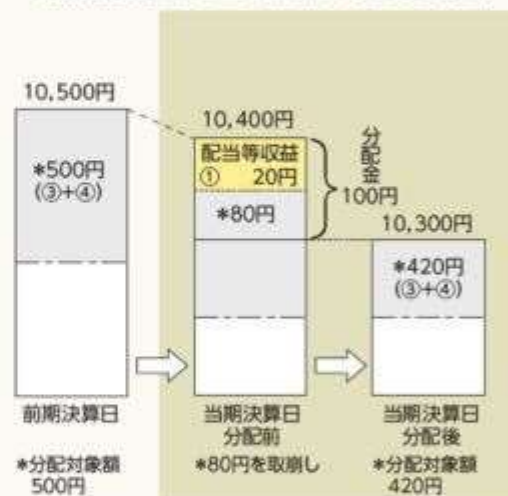 10,500円
*500円
(③+④)
10,400円
配当等収益
① 20円
*80円
分配金
100円
10,300円
*420円
(③+④)
前期決算日
当期決算日
分配前
当期決算日
分配後
*分配対象額
500円
*80円を取崩し
*分配対象額
420円